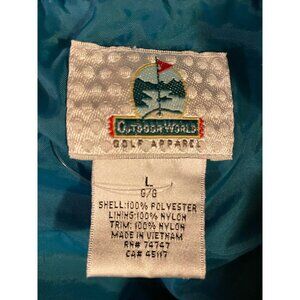 OUTDOOR WORLD
GOLF APPAREL
L
G/G
SHELL:100% POLYESTER
LINING:100% NYLON
TRIM: 100% NYLON
MADE IN VIETNAM
RN# 74747
CA# 45117